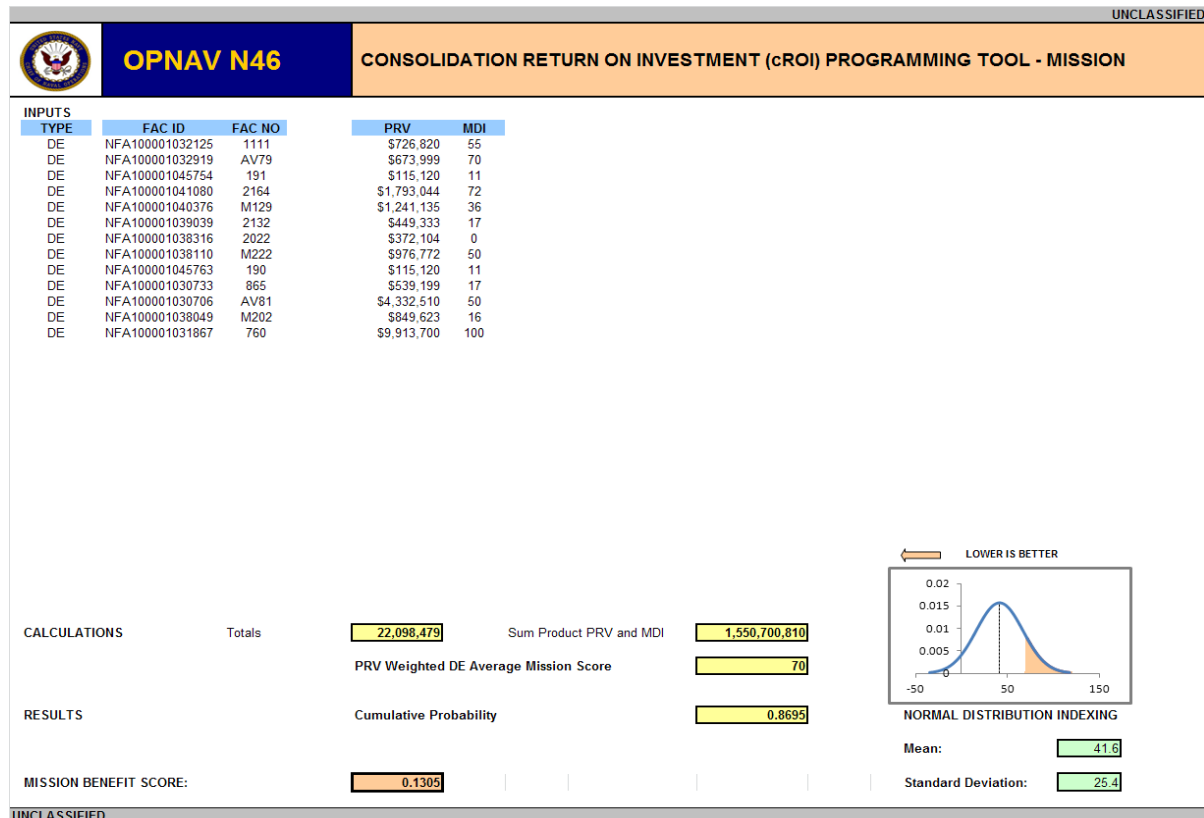 UNCLASSIFIED
OPNAV N46
CONSOLIDATION RETURN ON INVESTMENT (cROI) PROGRAMMING TOOL - MISSION
INPUTS
TYPE FAC ID FAC NO PRV MDI
DE NFA100001032125 1111 $726,820 55
DE NFA100001032919 AV79 $673,999 70
DE NFA100001045754 191 $115,120 11
DE NFA100001041080 2164 $1,793,044 72
DE NFA100001040376 M129 $1,241,135 36
DE NFA100001039039 2132 $449,333 17
DE NFA100001038316 2022 $372,104 0
DE NFA100001038110 M222 $976,772 50
DE NFA100001045763 190 $115,120 11
DE NFA100001030733 865 $539,199 17
DE NFA100001030706 AV81 $4,332,510 50
DE NFA100001038049 M202 $849,623 16
DE NFA100001031867 760 $9,913,700 100
LOWER IS BETTER
0.02
0.015
0.01
0.005
0
-50 50 150
CALCULATIONS Totals 22,098,479 Sum Product PRV and MDI 1,550,700,810
PRV Weighted DE Average Mission Score 70
RESULTS Cumulative Probability 0.8695 NORMAL DISTRIBUTION INDEXING
Mean: 41.6
MISSION BENEFIT SCORE: 0.1305 Standard Deviation: 25.4
UNCLASSIFIED